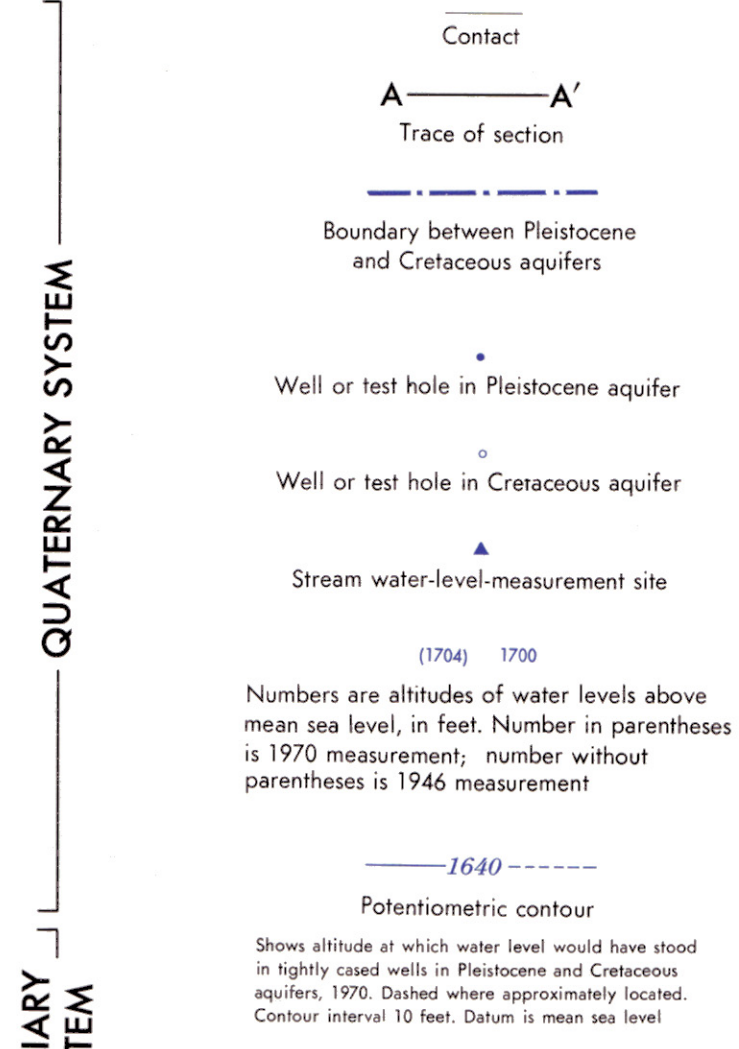 Contact
A A′
Trace of section
Boundary between Pleistocene
and Cretaceous aquifers
Well or test hole in Pleistocene aquifer
Well or test hole in Cretaceous aquifer
Stream water-level-measurement site
(1704) 1700
Numbers are altitudes of water levels above
mean sea level, in feet. Number in parentheses
is 1970 measurement; number without
parentheses is 1946 measurement
1640
Potentiometric contour
Shows altitude at which water level would have stood
in tightly cased wells in Pleistocene and Cretaceous
aquifers, 1970. Dashed where approximately located.
Contour interval 10 feet. Datum is mean sea level
QUATERNARY SYSTEM
IARY
TEM